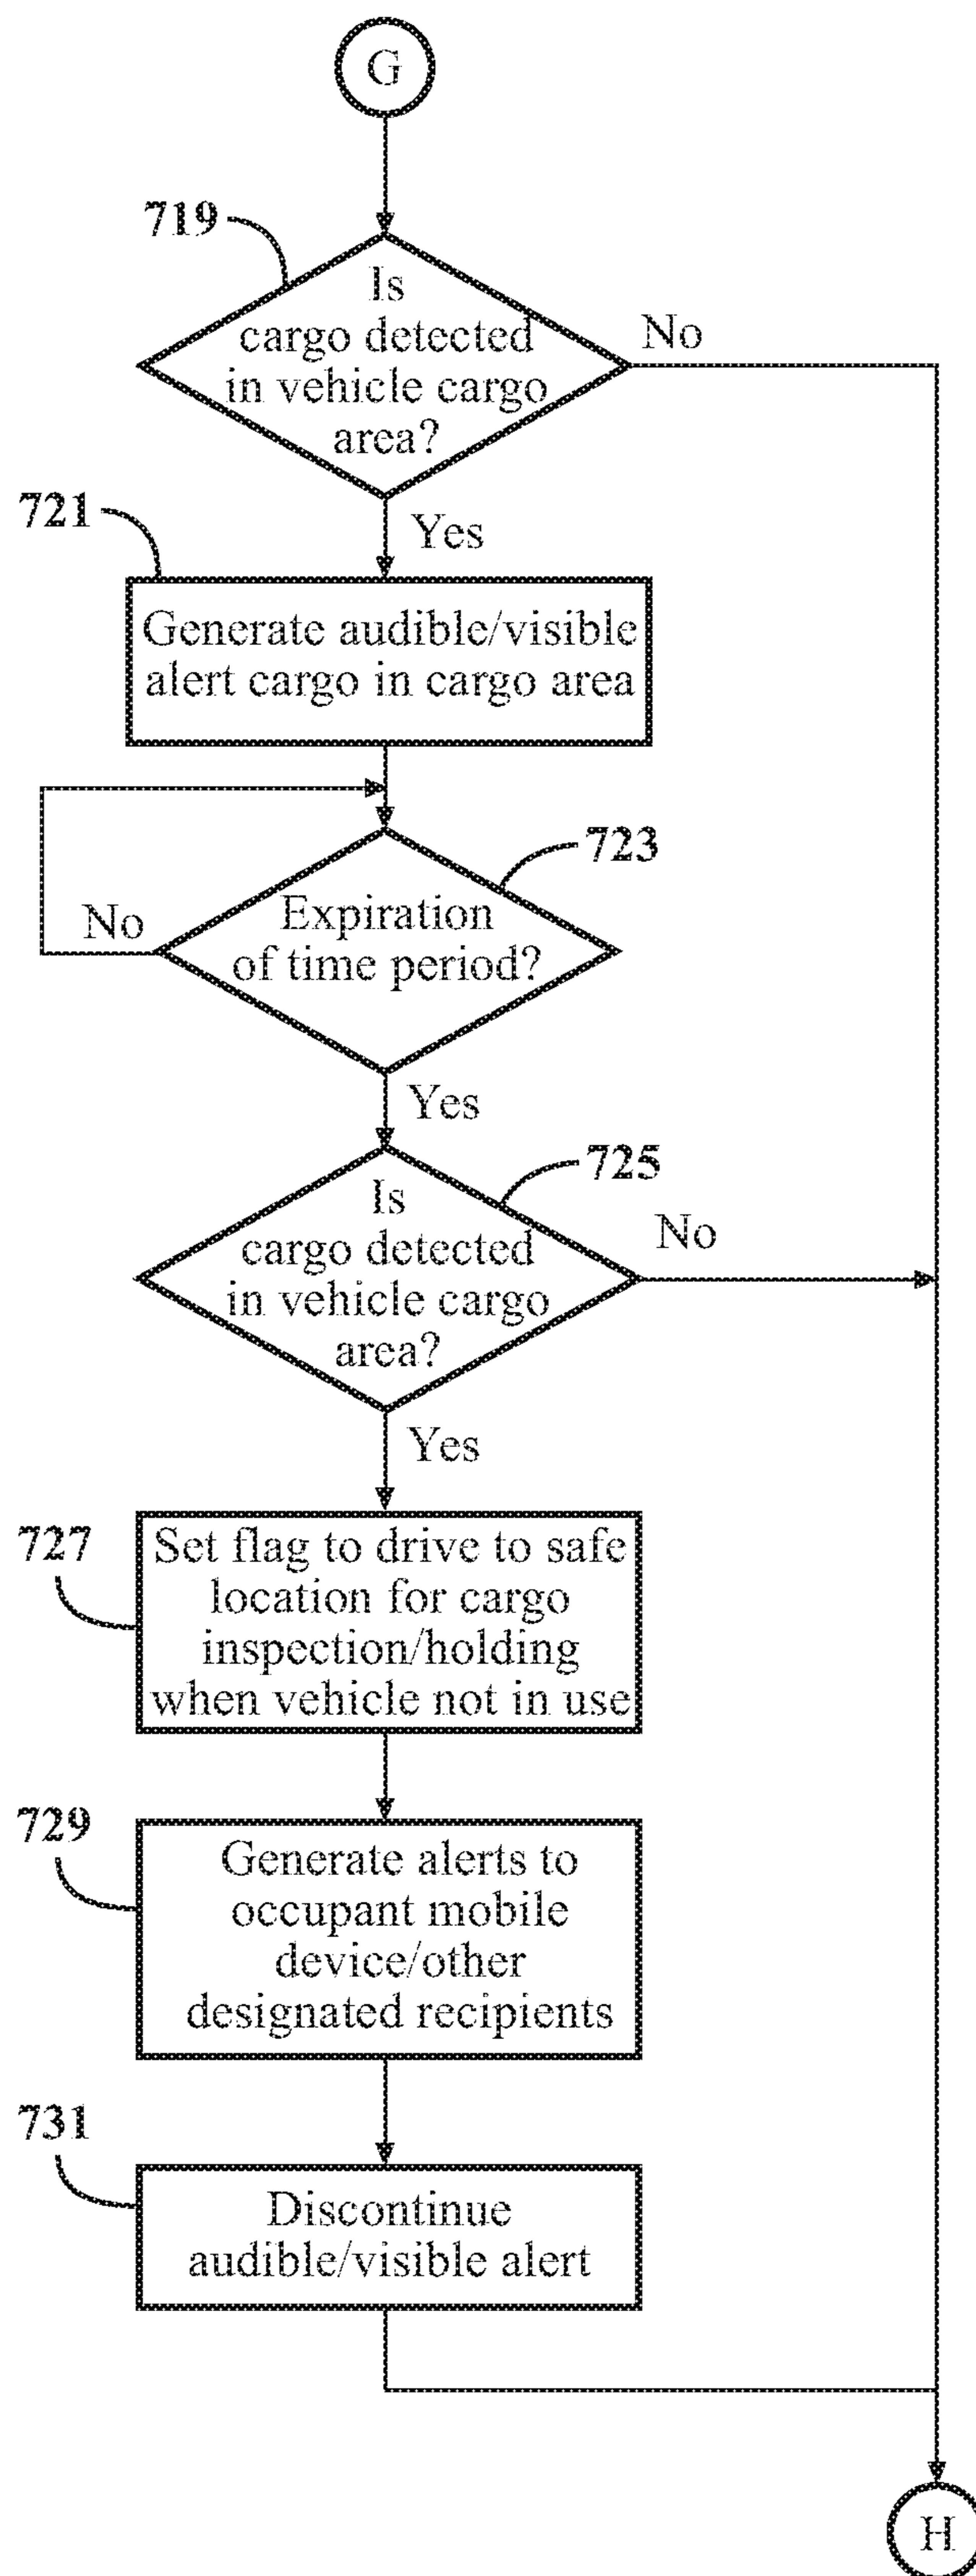 G
719
Is
cargo detected
in vehicle cargo
area?
No
Yes
721
Generate audible/visible
alert cargo in cargo area
723
Expiration
of time period?
No
Yes
725
Is
cargo detected
in vehicle cargo
area?
No
Yes
727
Set flag to drive to safe
location for cargo
inspection/holding
when vehicle not in use
729
Generate alerts to
occupant mobile
device/other
designated recipients
731
Discontinue
audible/visible alert
H